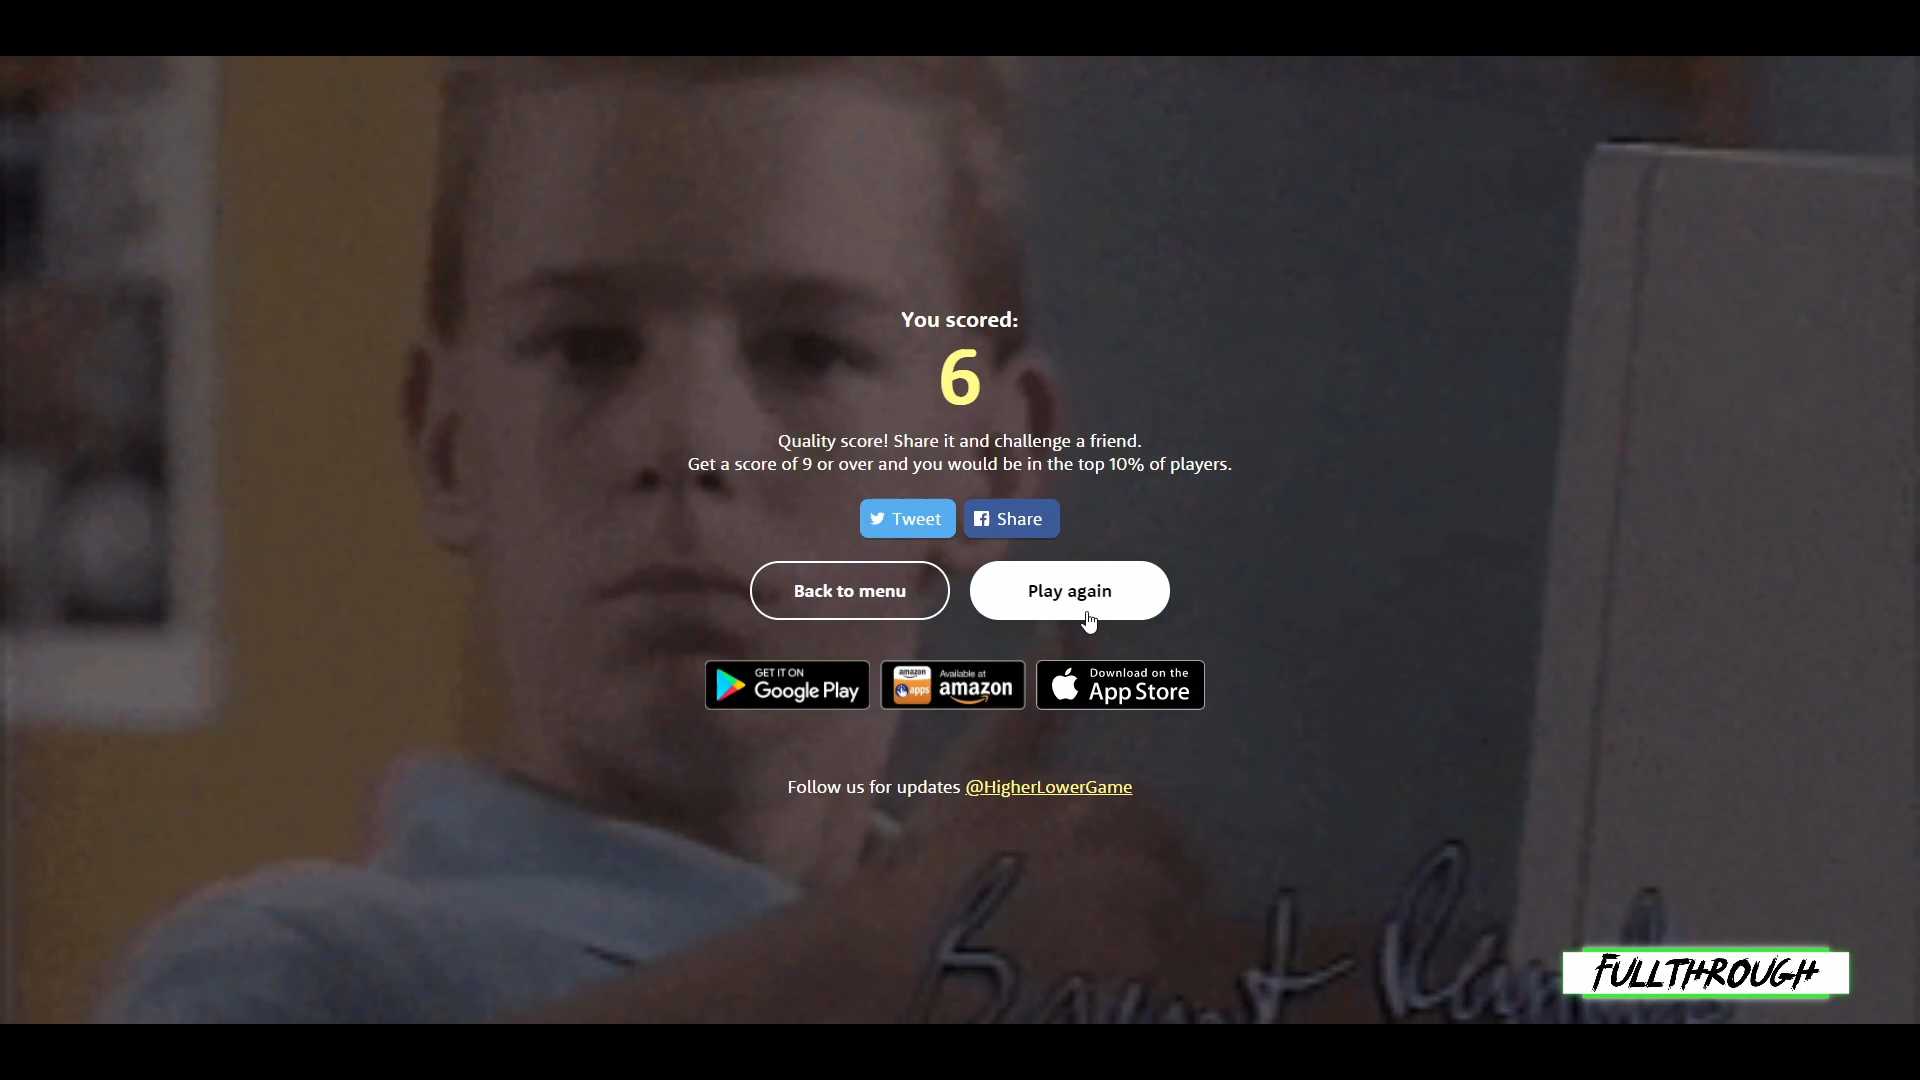 You scored:
6
Quality score! Share it and challenge a friend.
Get a score of 9 or over and you would be in the top 10% of players.
Tweet
Share
Back to menu
Play again
GET IT ON
Google Play
amazon
apps
Available at
amazon
Download on the
App Store
Follow us for updates @HigherLowerGame
FULLTHROUGH